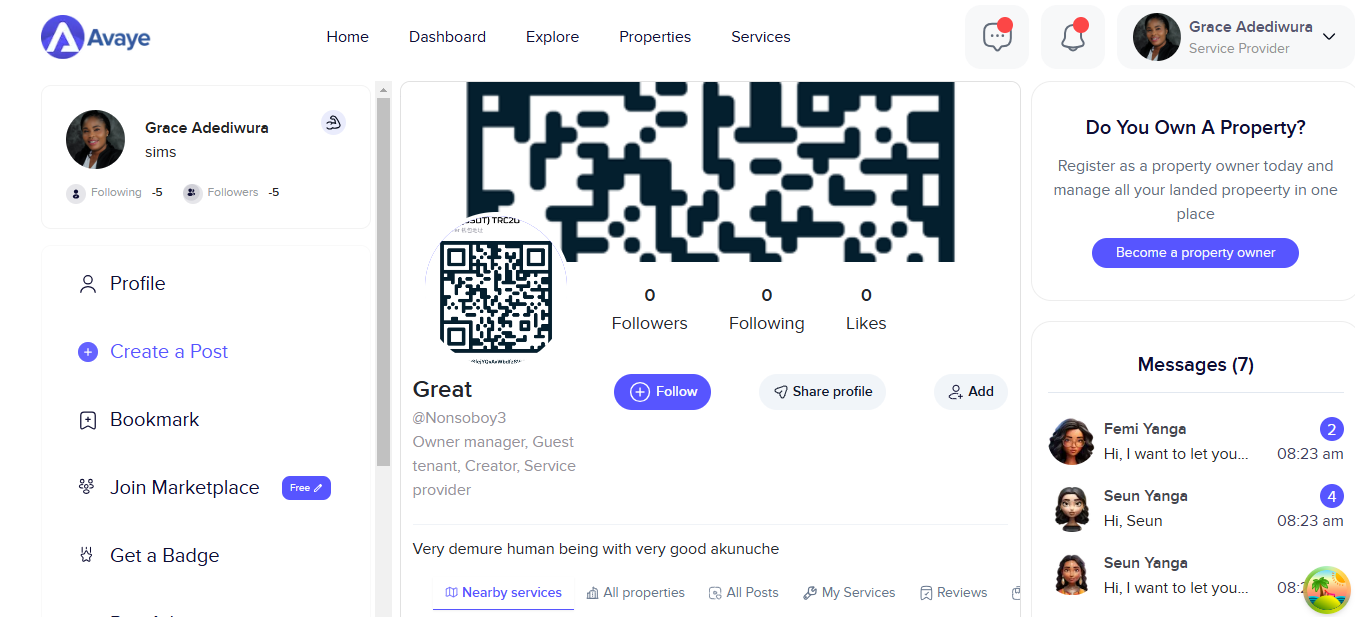 Avaye
Home
Dashboard
Explore
Properties
Services
Grace Adediwura
Service Provider
Grace Adediwura
sims
Following -5
Followers -5
Profile
Create a Post
Bookmark
Join Marketplace
Free
Get a Badge
0
Followers
0
Following
0
Likes
Great
@Nonsoboy3
Owner manager, Guest
tenant, Creator, Service
provider
Follow
Share profile
Add
Very demure human being with very good akunuche
Nearby services
All properties
All Posts
My Services
Reviews
Do You Own A Property?
Register as a property owner today and
manage all your landed propeerty in one
place
Become a property owner
Messages (7)
Femi Yanga
2
Hi, I want to let you...
08:23 am
Seun Yanga
4
Hi, Seun
08:23 am
Seun Yanga
Hi, I want to let you...